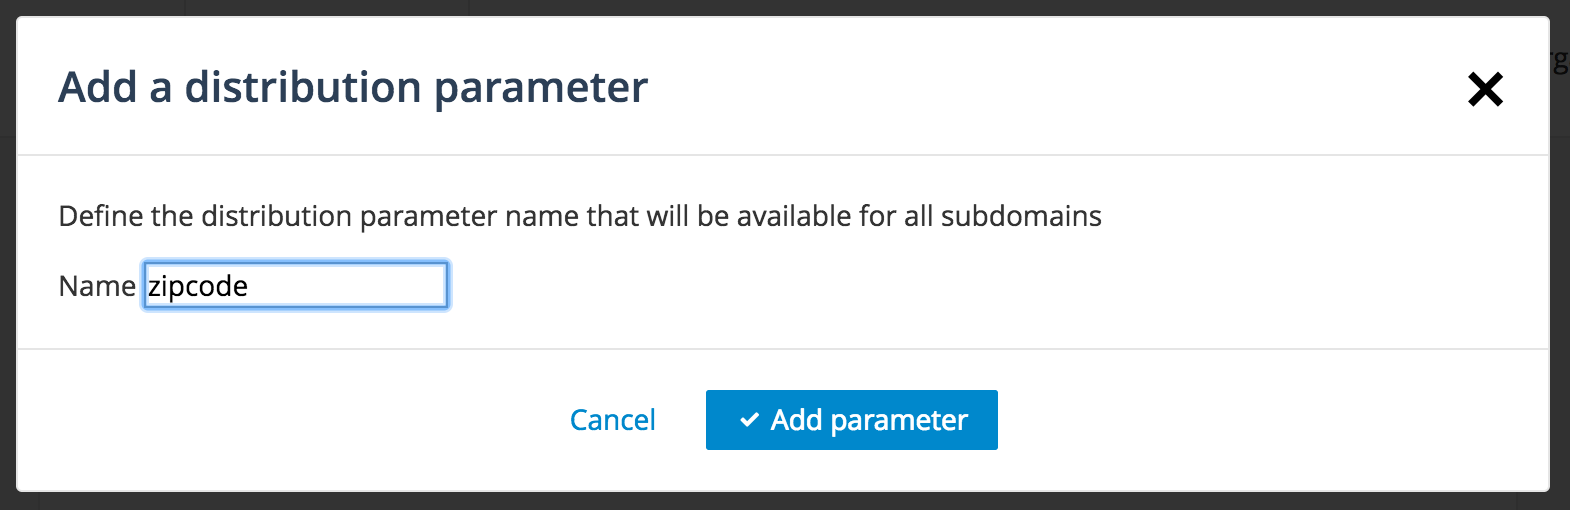 Add a distribution parameter
Define the distribution parameter name that will be available for all subdomains
Name zipcode
Cancel Add parameter